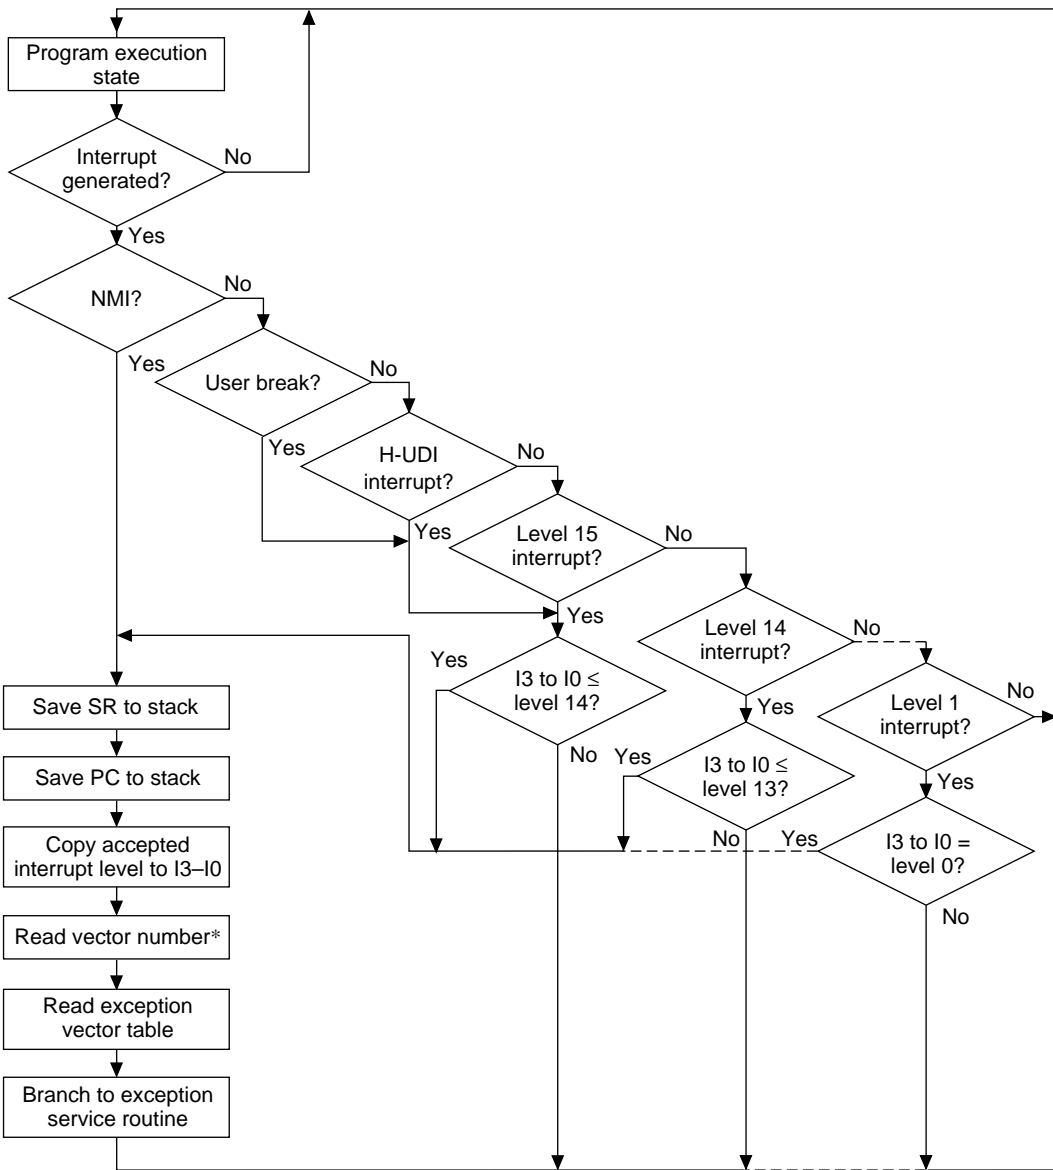 Program execution
state
Interrupt
generated?
No
Yes
NMI?
No
Yes
User break?
No
Yes
H-UDI
interrupt?
No
Yes
Level 15
interrupt?
No
Yes
Level 14
interrupt?
No
Yes
I3 to I0 ≤
level 14?
Yes
No
Level 1
interrupt?
No
Yes
I3 to I0 ≤
level 13?
Yes
No
I3 to I0 =
level 0?
Yes
No
Save SR to stack
Save PC to stack
Copy accepted
interrupt level to I3–I0
Read vector number*
Read exception
vector table
Branch to exception
service routine